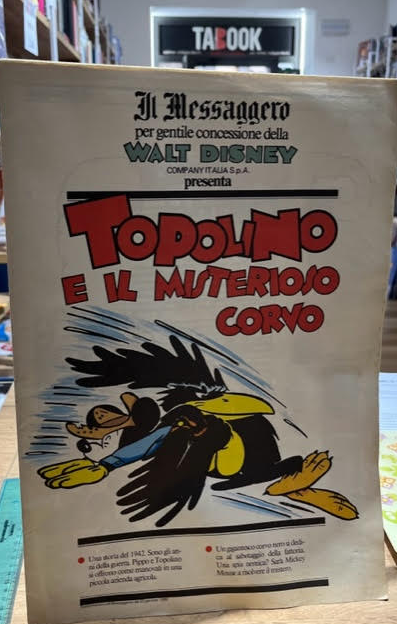 TABOOK
Il Messaggero
per gentile concessione della
WALT DISNEY
COMPANY ITALIA S.p.A.
presenta
TOPOLINO
E IL MISTERIOSO
CORVO
Una storia del 1942. Sono gli an-
ni della guerra. Pippo e Topolino
si offrono come manovali in una
piccola azienda agricola.
Un gigantesco corvo nero si dedi-
ca al sabotaggio della fattoria.
Una spia nemica? Sarà Mickey
Mouse a risolvere il mistero.